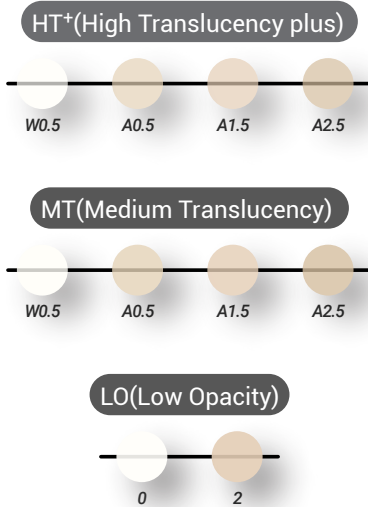 HT⁺(High Translucency plus)
W0.5 A0.5 A1.5 A2.5
MT(Medium Translucency)
W0.5 A0.5 A1.5 A2.5
LO(Low Opacity)
0 2